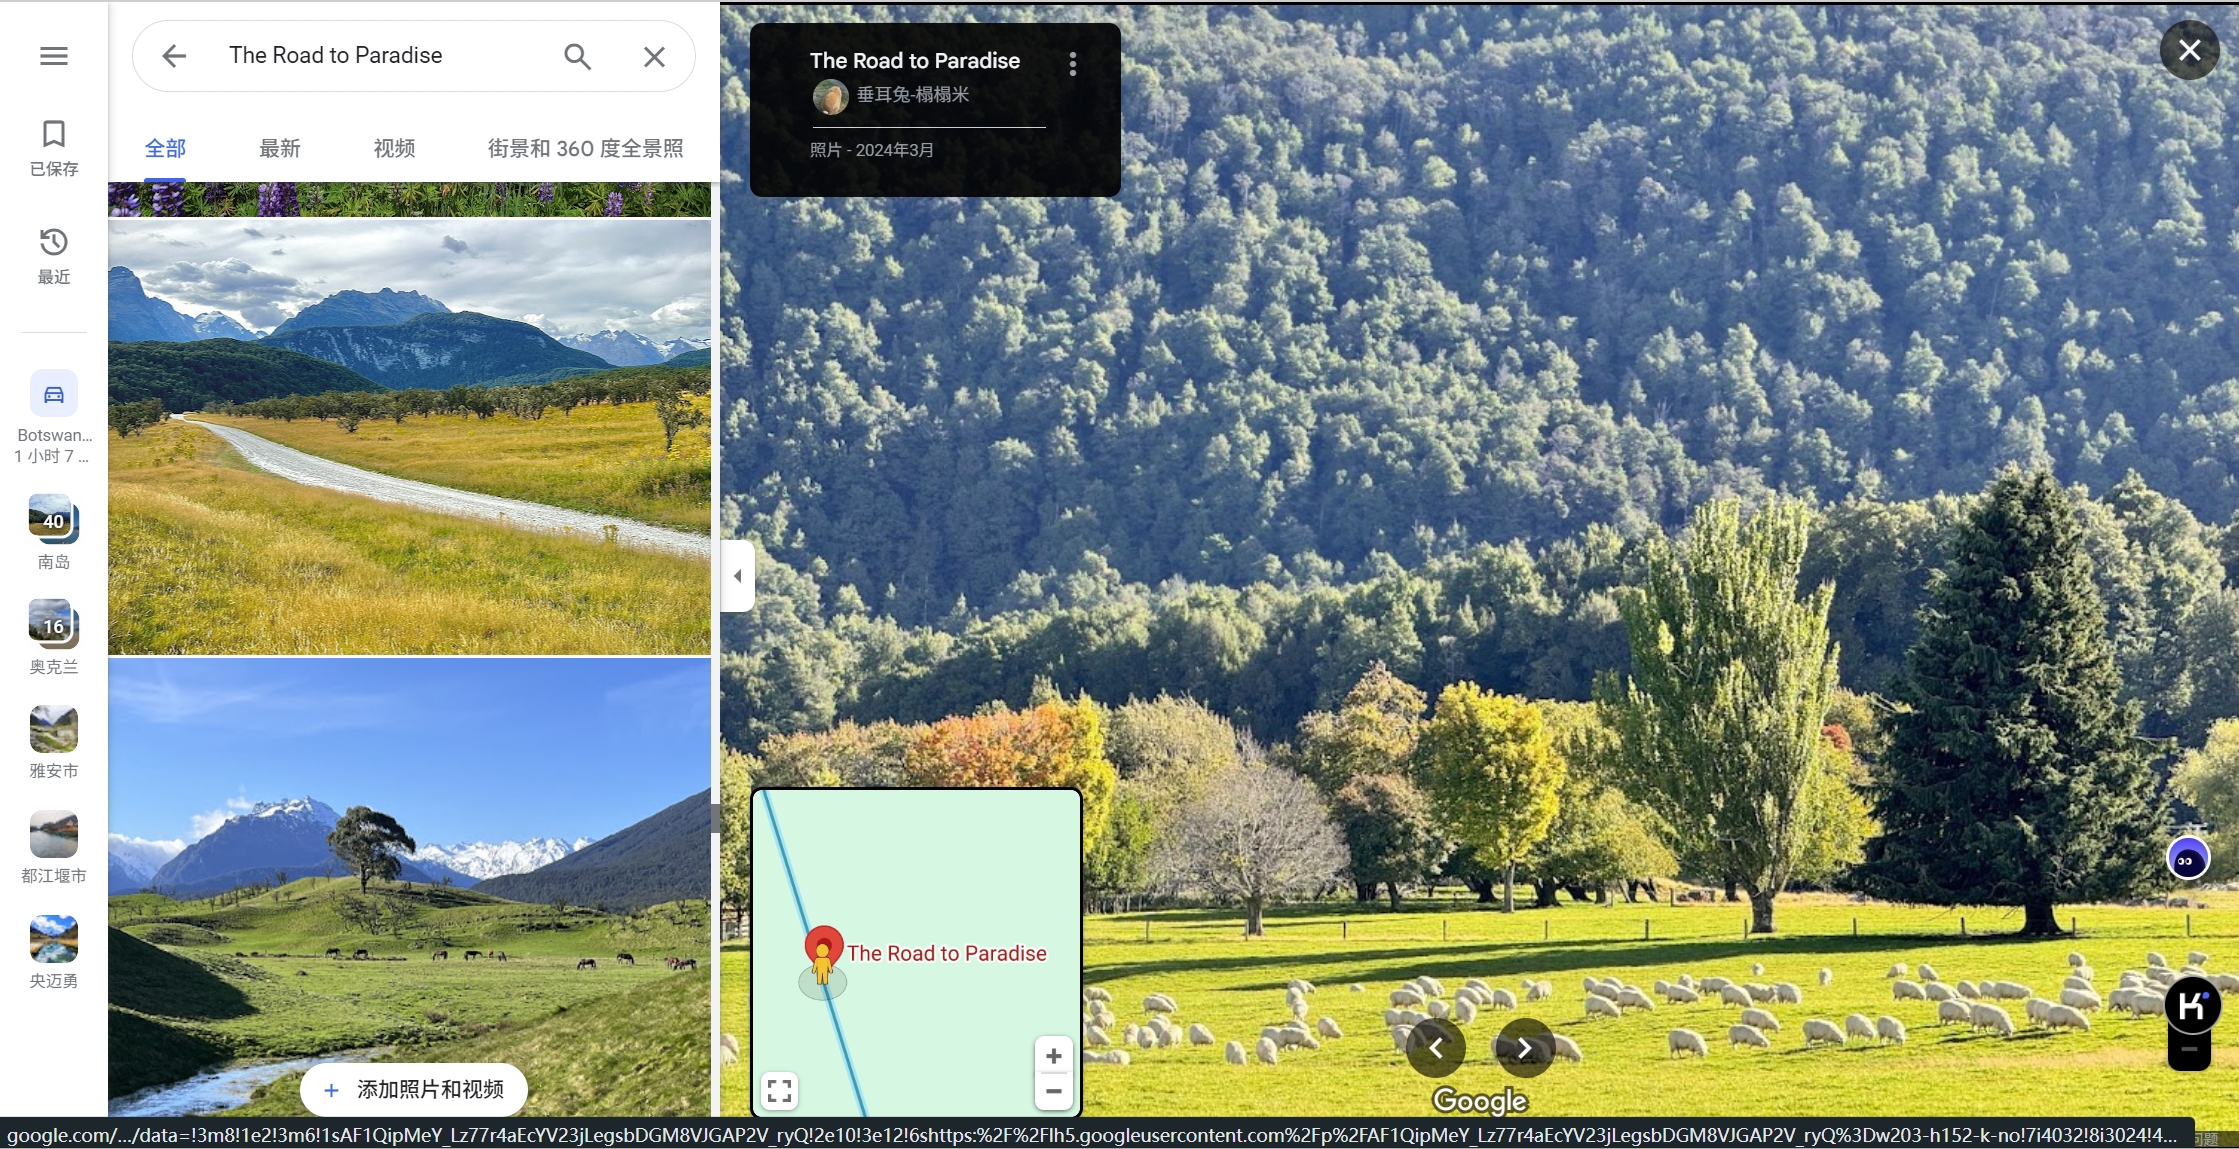 The Road to Paradise
全部
最新
视频
街景和 360 度全景照
已保存
最近
Botswan...
1 小时 7 ...
40
南岛
16
奥克兰
雅安市
都江堰市
央迈勇
添加照片和视频
The Road to Paradise
垂耳兔-榻榻米
照片 - 2024年3月
The Road to Paradise
Google
google.com/.../data=!3m8!1e2!3m6!1sAF1QipMeY_Lz77r4aEcYV23jLegsbDGM8VJGAP2V_ryQ!2e10!3e12!6shttps:%2F%2Flh5.googleusercontent.com%2Fp%2FAF1QipMeY_Lz77r4aEcYV23jLegsbDGM8VJGAP2V_ryQ%3Dw203-h152-k-no!7i4032!8i3024!4...
问题